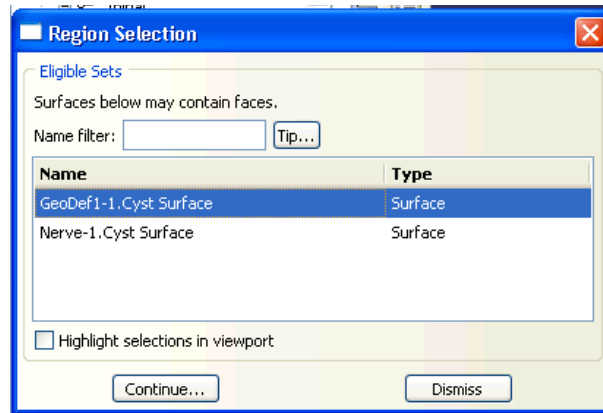 Region Selection
Eligible Sets
Surfaces below may contain faces.
Name filter: Tip...
Name Type
GeoDef1-1.Cyst Surface Surface
Nerve-1.Cyst Surface Surface
Highlight selections in viewport
Continue... Dismiss